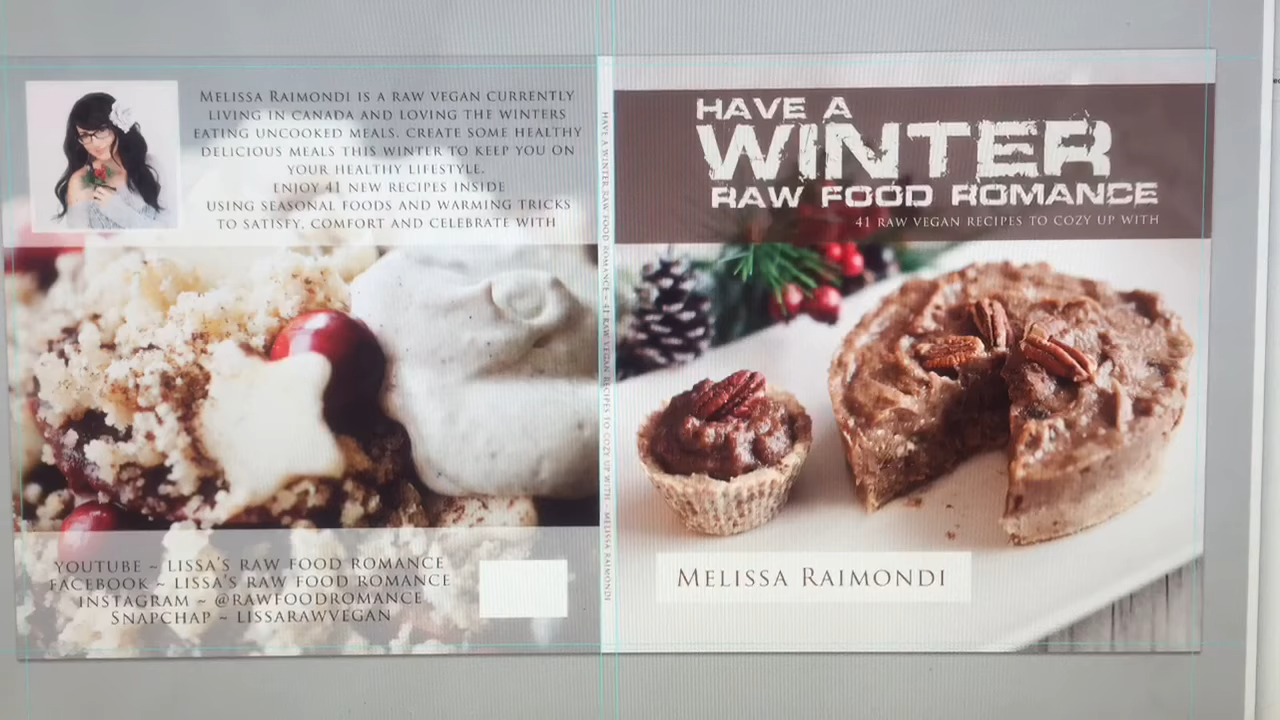 Melissa Raimondi is a raw vegan currently
living in Canada and loving the winters
eating uncooked meals. Create some healthy
delicious meals this winter to keep you on
your healthy lifestyle.
Enjoy 41 new recipes inside
using seasonal foods and warming tricks
to satisfy, comfort and celebrate with
YouTube ~ Lissa's Raw Food Romance
Facebook ~ Lissa's Raw Food Romance
Instagram ~ @rawfoodromance
Snapchap ~ lissarawvegan
HAVE A WINTER RAW FOOD ROMANCE ~ 41 RAW VEGAN RECIPES TO COZY UP WITH ~ MELISSA RAIMONDI
HAVE A
WINTER
RAW FOOD ROMANCE
41 RAW VEGAN RECIPES TO COZY UP WITH
Melissa Raimondi